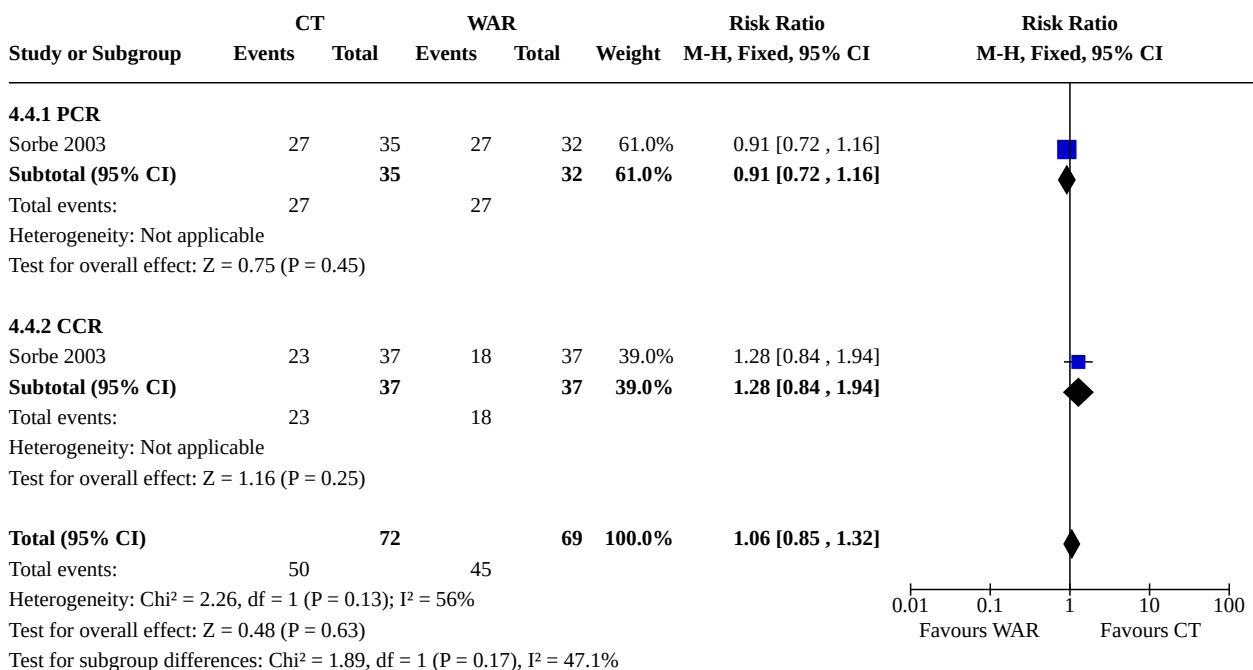 CT WAR Risk Ratio Risk Ratio
Study or Subgroup Events Total Events Total Weight M-H, Fixed, 95% CI M-H, Fixed, 95% CI
4.4.1 PCR
Sorbe 2003 27 35 27 32 61.0% 0.91 [0.72 , 1.16]
Subtotal (95% CI) 35 32 61.0% 0.91 [0.72 , 1.16]
Total events: 27 27
Heterogeneity: Not applicable
Test for overall effect: Z = 0.75 (P = 0.45)
4.4.2 CCR
Sorbe 2003 23 37 18 37 39.0% 1.28 [0.84 , 1.94]
Subtotal (95% CI) 37 37 39.0% 1.28 [0.84 , 1.94]
Total events: 23 18
Heterogeneity: Not applicable
Test for overall effect: Z = 1.16 (P = 0.25)
Total (95% CI) 72 69 100.0% 1.06 [0.85 , 1.32]
Total events: 50 45
Heterogeneity: Chi² = 2.26, df = 1 (P = 0.13); I² = 56%
0.01 0.1 1 10 100
Test for overall effect: Z = 0.48 (P = 0.63)
Favours WAR Favours CT
Test for subgroup differences: Chi² = 1.89, df = 1 (P = 0.17), I² = 47.1%